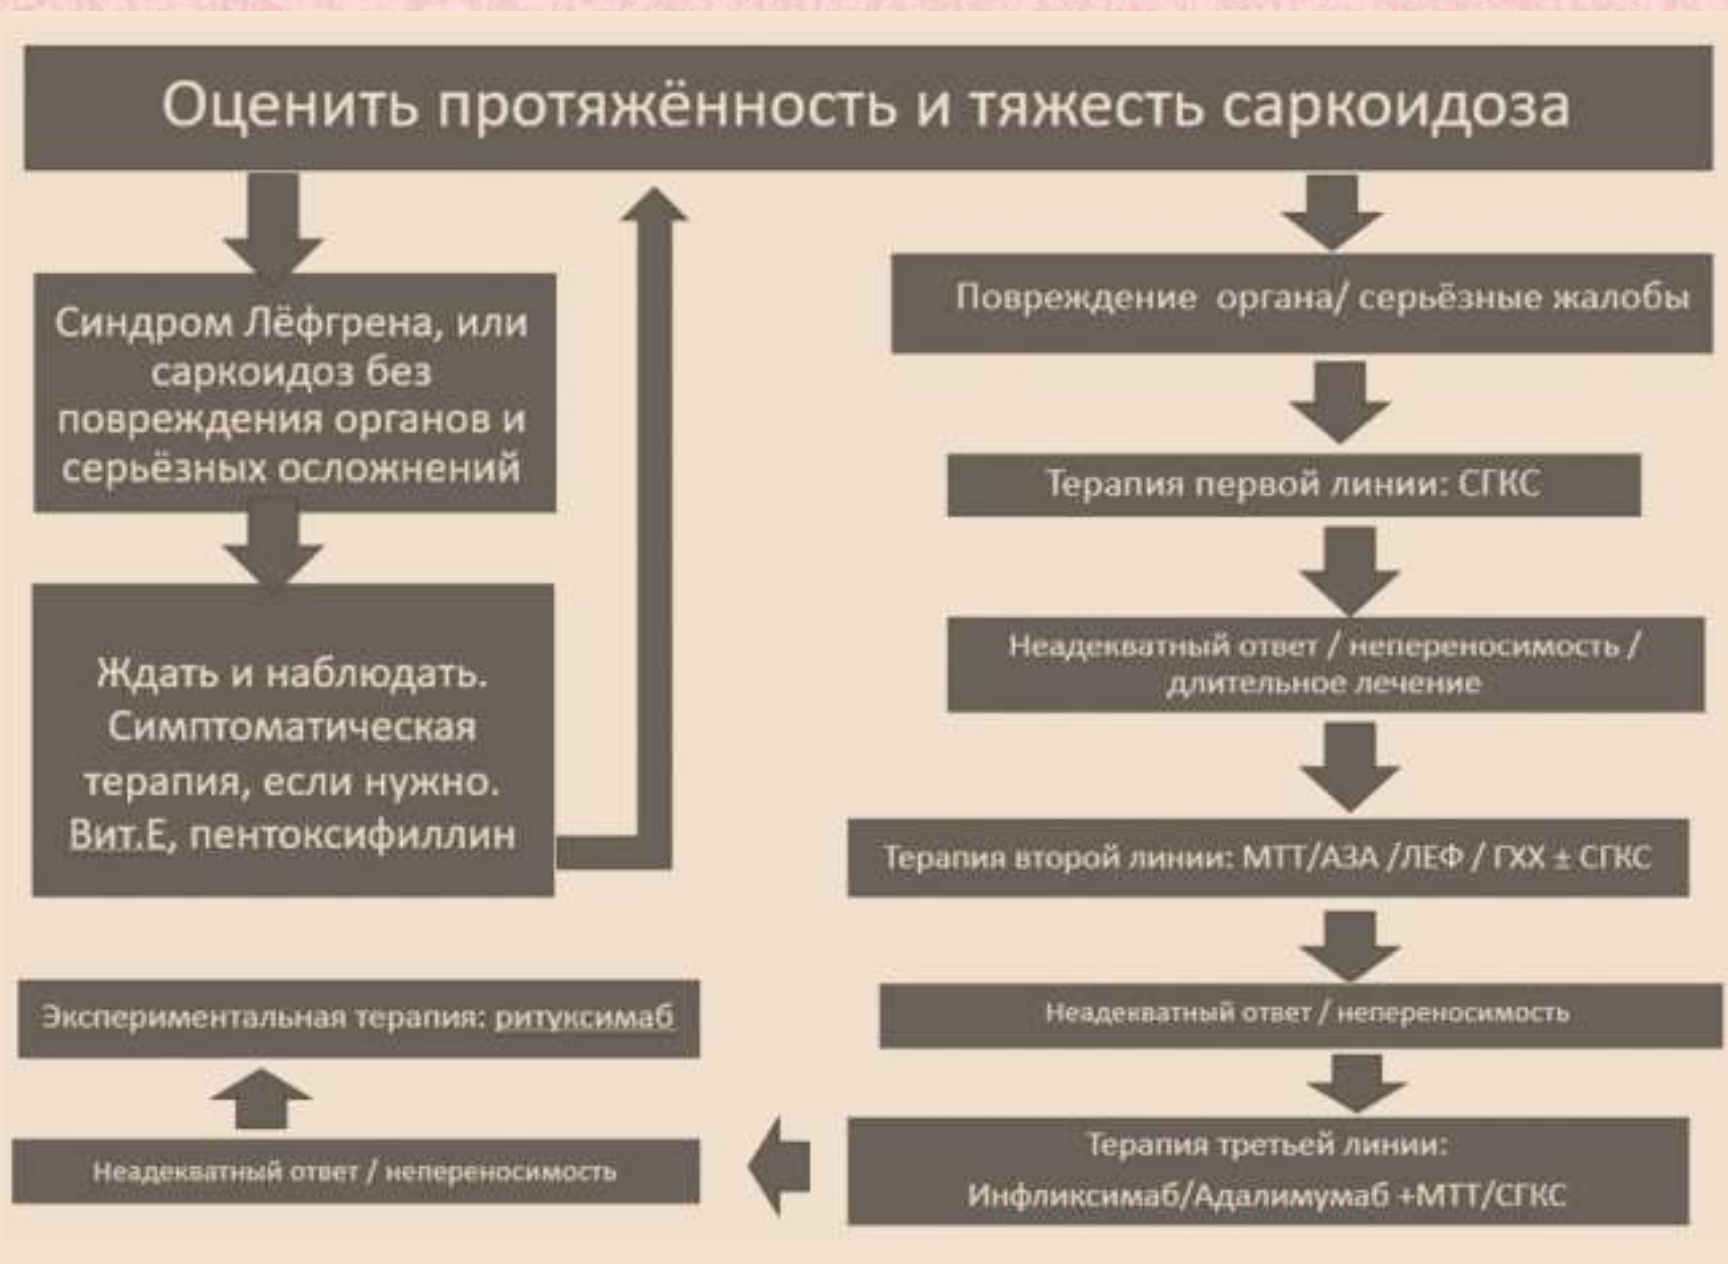 Оценить протяжённость и тяжесть саркоидоза
Синдром Лёфгрена, или
саркоидоз без
повреждения органов и
серьёзных осложнений
Ждать и наблюдать.
Симптоматическая
терапия, если нужно.
Вит.Е, пентоксифиллин
Повреждение органа/ серьёзные жалобы
Терапия первой линии: СГКС
Неадекватный ответ / непереносимость /
длительное лечение
Терапия второй линии: МТТ/АЗА /ЛЕФ / ГХХ ± СГКС
Неадекватный ответ / непереносимость
Терапия третьей линии:
Инфликсимаб/Адалимумаб +МТТ/СГКС
Неадекватный ответ / непереносимость
Экспериментальная терапия: ритуксимаб